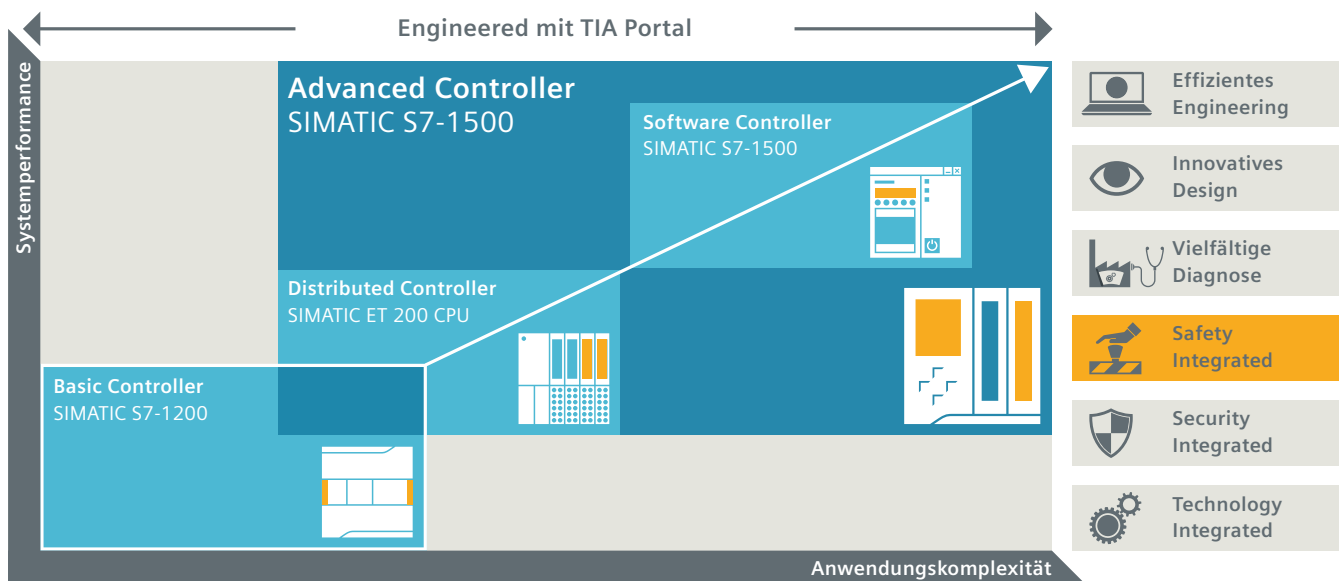 Engineered mit TIA Portal
Systemperformance
Advanced Controller
SIMATIC S7-1500
Software Controller
SIMATIC S7-1500
Distributed Controller
SIMATIC ET 200 CPU
Basic Controller
SIMATIC S7-1200
Anwendungskomplexität
Effizientes
Engineering
Innovatives
Design
Vielfältige
Diagnose
Safety
Integrated
Security
Integrated
Technology
Integrated